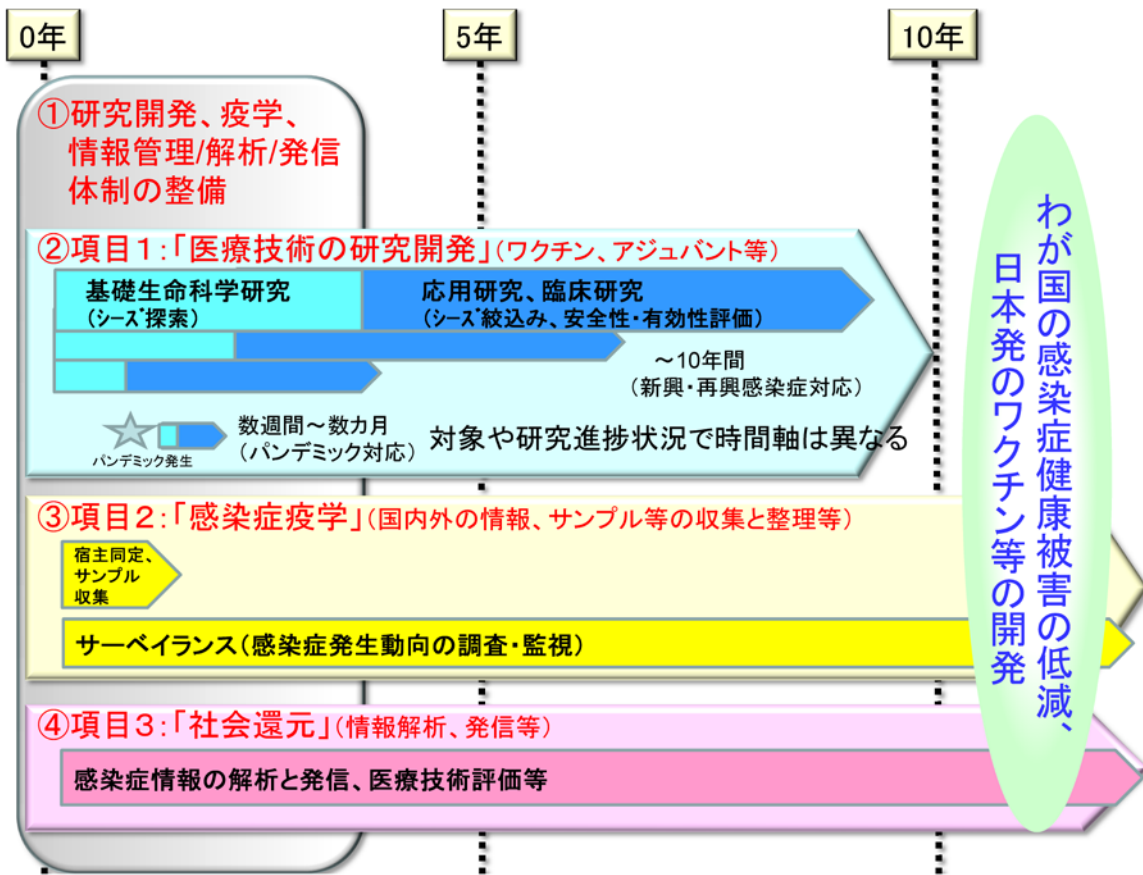 0年
5年
10年
①研究開発、疫学、
情報管理/解析/発信
体制の整備
②項目1:「医療技術の研究開発」(ワクチン、アジュバント等)
基礎生命科学研究
(シーズ探索)
応用研究、臨床研究
(シーズ絞込み、安全性・有効性評価)
～10年間
(新興・再興感染症対応)
パンデミック発生
数週間～数カ月
(パンデミック対応)
対象や研究進捗状況で時間軸は異なる
③項目2:「感染症疫学」(国内外の情報、サンプル等の収集と整理等)
宿主同定、
サンプル
収集
サーベイランス(感染症発生動向の調査・監視)
④項目3:「社会還元」(情報解析、発信等)
感染症情報の解析と発信、医療技術評価等
わが国の感染症健康被害の低減、
日本発のワクチン等の開発